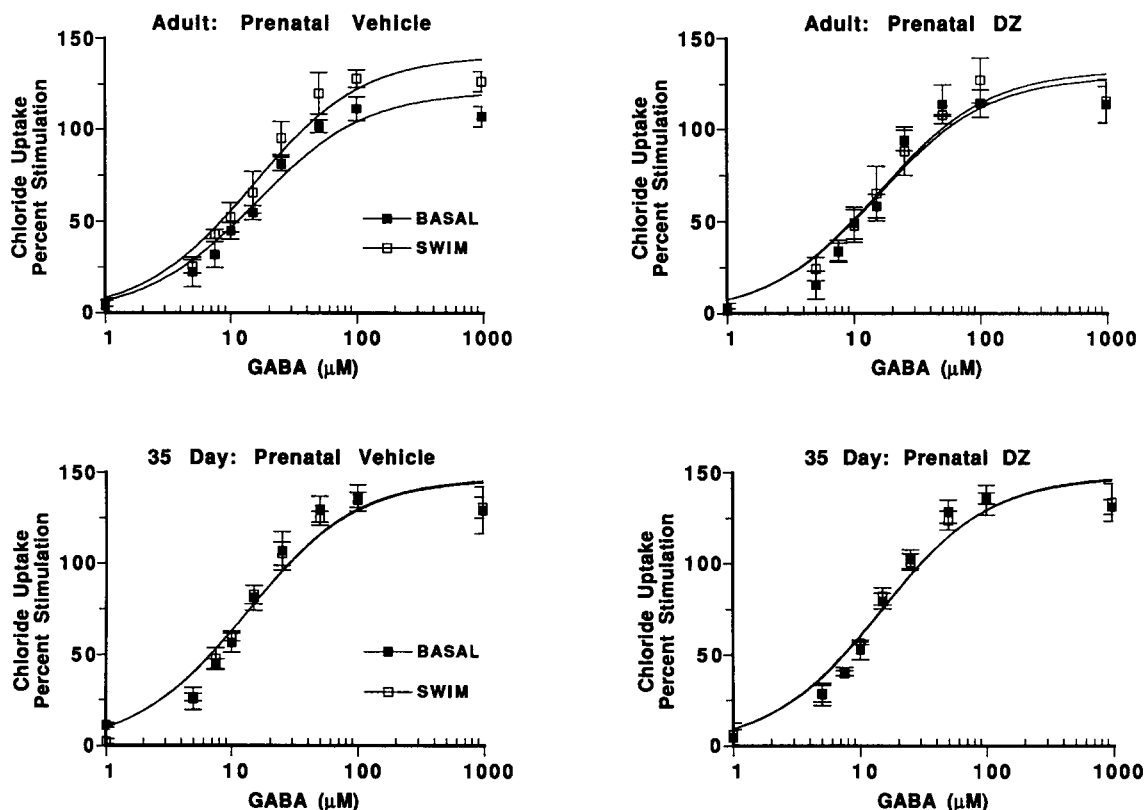 Adult: Prenatal Vehicle
150
100
50
0
Chloride Uptake
Percent Stimulation
BASAL
SWIM
1 10 100 1000
GABA (μM)
Adult: Prenatal DZ
150
100
50
0
Chloride Uptake
Percent Stimulation
1 10 100 1000
GABA (μM)
35 Day: Prenatal Vehicle
150
100
50
0
Chloride Uptake
Percent Stimulation
BASAL
SWIM
1 10 100 1000
GABA (μM)
35 Day: Prenatal DZ
150
100
50
0
Chloride Uptake
Percent Stimulation
1 10 100 1000
GABA (μM)